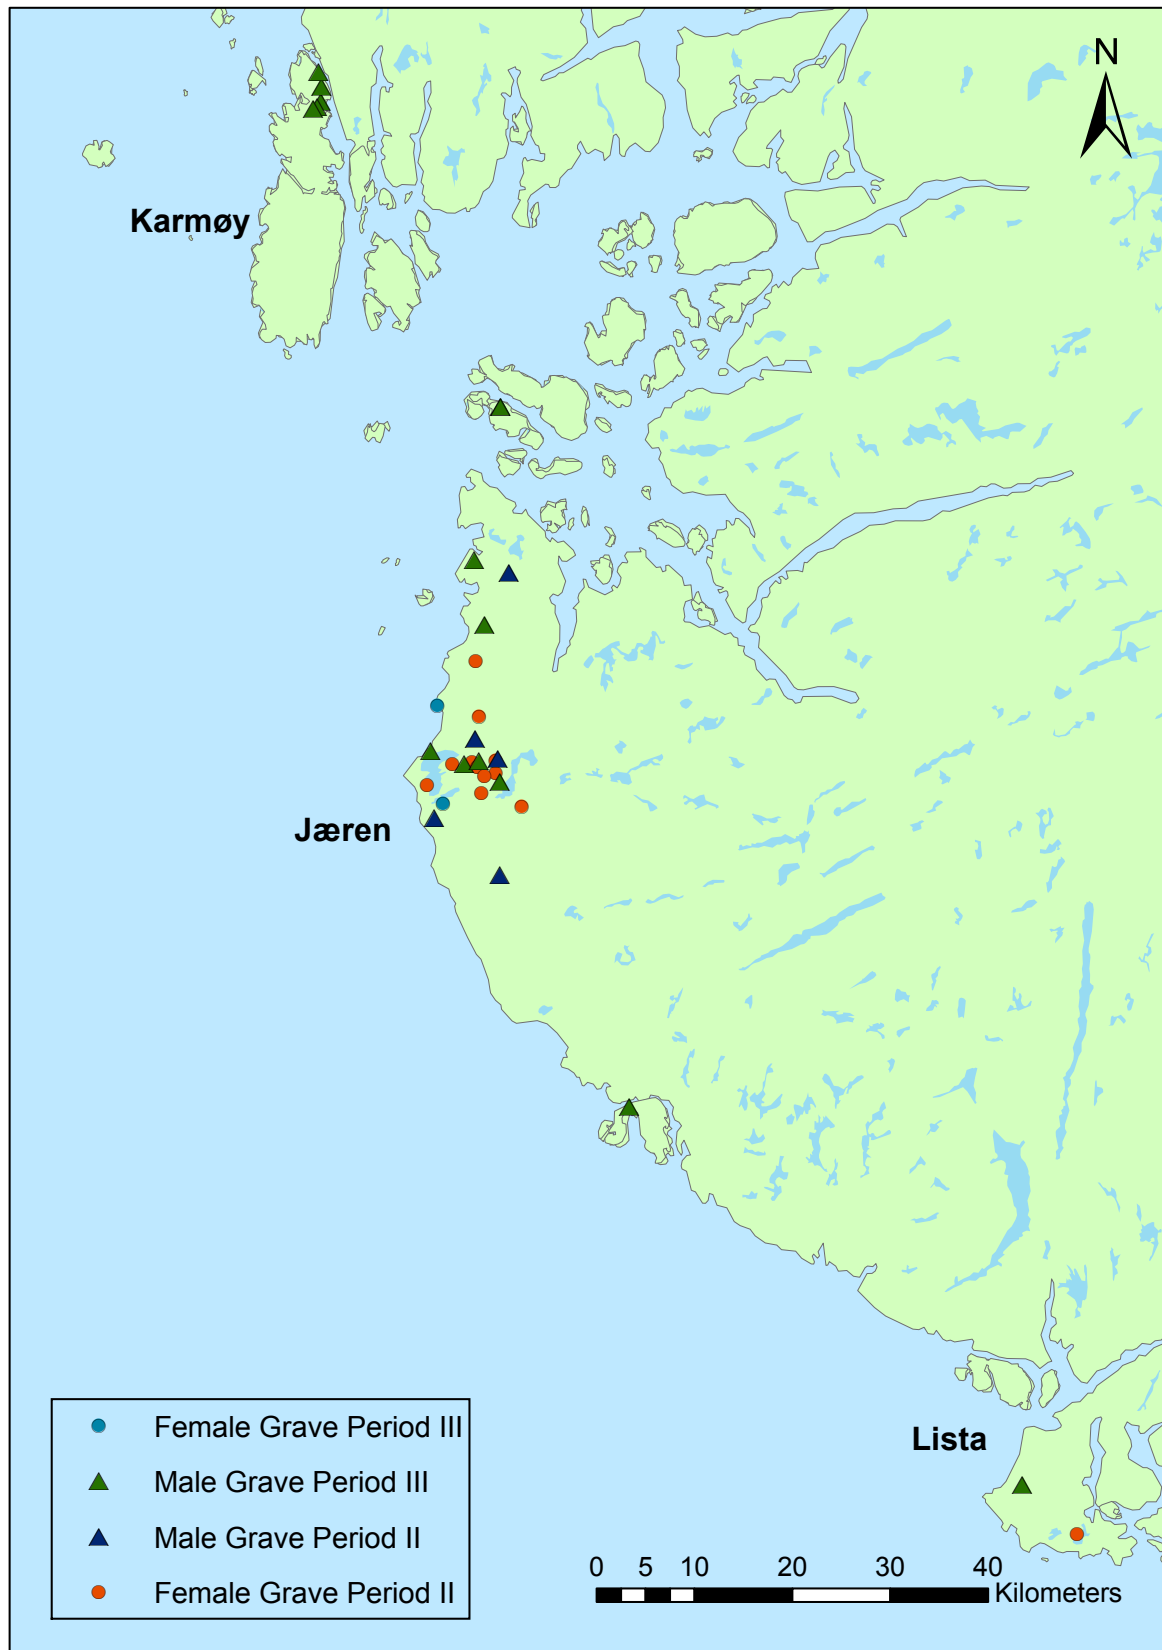 N
Karmøy
Jæren
Lista
Female Grave Period III
Male Grave Period III
Male Grave Period II
Female Grave Period II
0 5 10 20 30 40
Kilometers